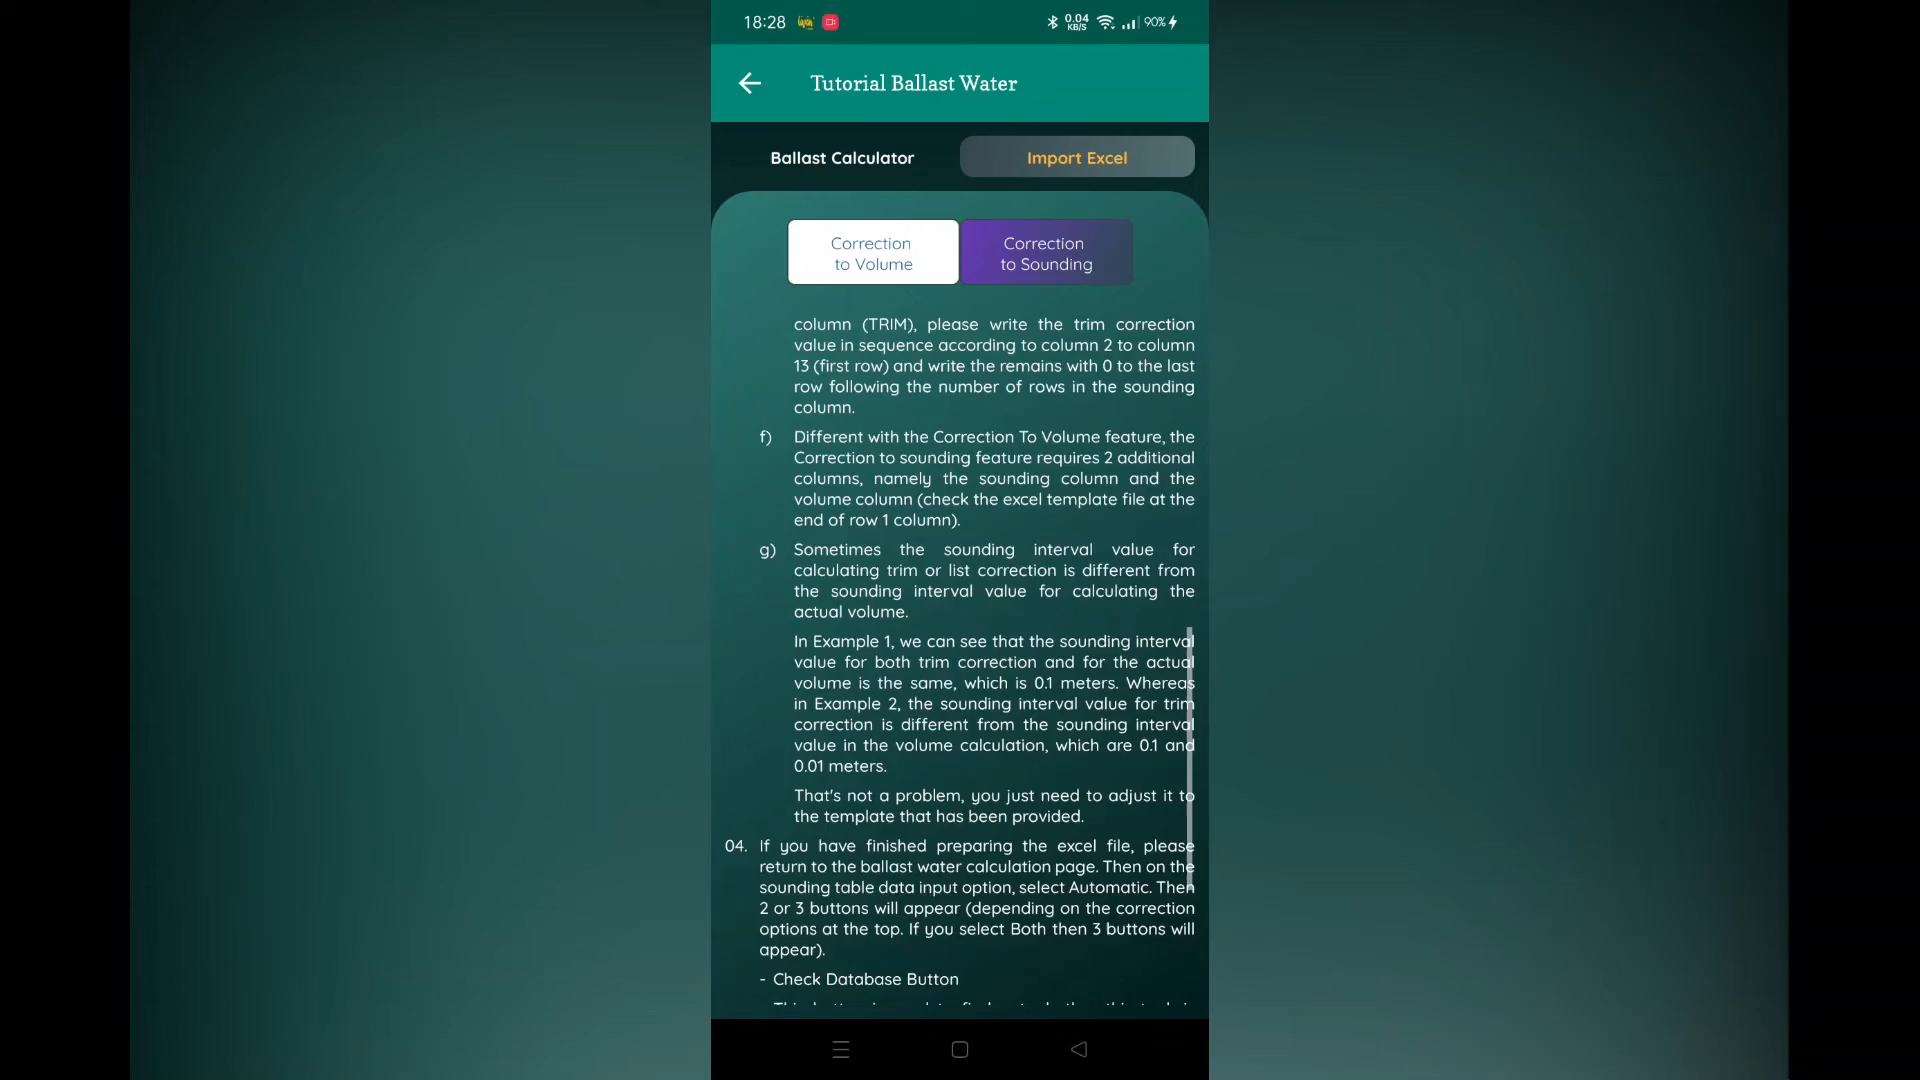 18:28
0.04
KB/S
90%
Tutorial Ballast Water
Ballast Calculator
Import Excel
Correction
to Volume
Correction
to Sounding
column (TRIM), please write the trim correction
value in sequence according to column 2 to column
13 (first row) and write the remains with 0 to the last
row following the number of rows in the sounding
column.
f) Different with the Correction To Volume feature, the
Correction to sounding feature requires 2 additional
columns, namely the sounding column and the
volume column (check the excel template file at the
end of row 1 column).
g) Sometimes the sounding interval value for
calculating trim or list correction is different from
the sounding interval value for calculating the
actual volume.
In Example 1, we can see that the sounding interval
value for both trim correction and for the actual
volume is the same, which is 0.1 meters. Whereas
in Example 2, the sounding interval value for trim
correction is different from the sounding interval
value in the volume calculation, which are 0.1 and
0.01 meters.
That's not a problem, you just need to adjust it to
the template that has been provided.
04. If you have finished preparing the excel file, please
return to the ballast water calculation page. Then on the
sounding table data input option, select Automatic. Then
2 or 3 buttons will appear (depending on the correction
options at the top. If you select Both then 3 buttons will
appear).
- Check Database Button